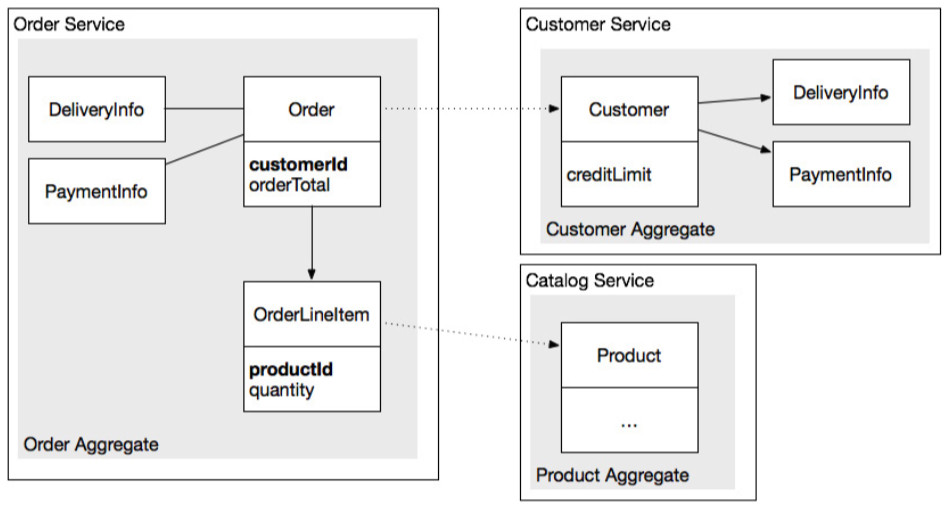 Order Service
DeliveryInfo
Order
PaymentInfo
customerId
orderTotal
OrderLineItem
productId
quantity
Order Aggregate
Customer Service
Customer
DeliveryInfo
creditLimit
PaymentInfo
Customer Aggregate
Catalog Service
Product
...
Product Aggregate